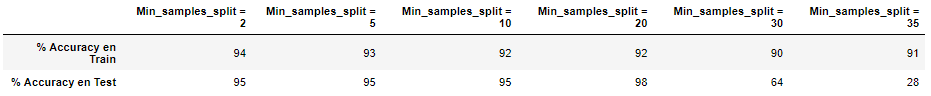 Min_samples_split = Min_samples_split = Min_samples_split = Min_samples_split = Min_samples_split = Min_samples_split =
2 5 10 20 30 35
% Accuracy en
Train 94 93 92 92 90 91
% Accuracy en Test 95 95 95 98 64 28